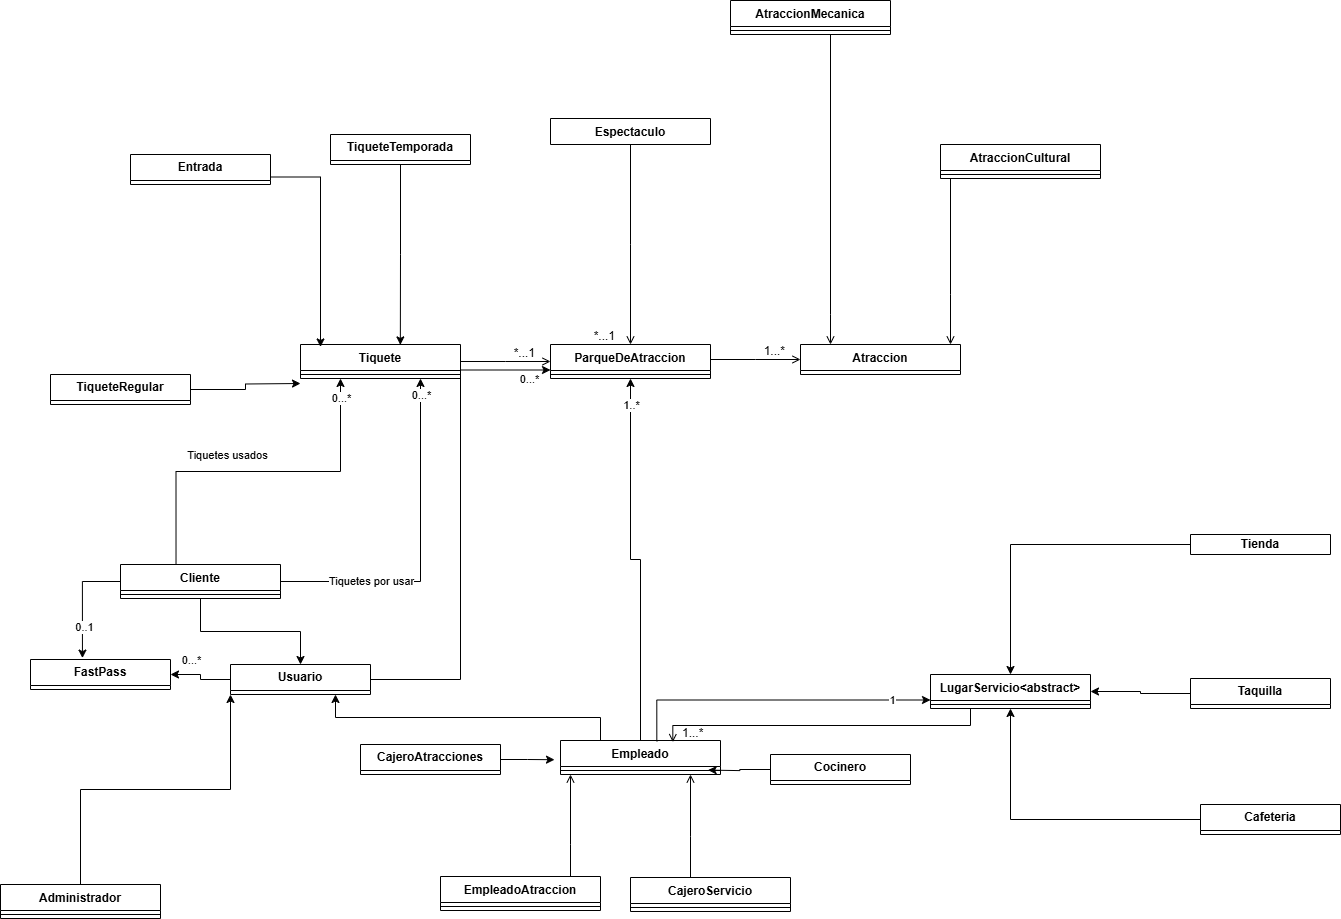 AtraccionMecanica
Espectaculo
TiqueteTemporada
AtraccionCultural
Entrada
*...1
Tiquete
*...1
ParqueDeAtraccion
1...*
Atraccion
0...*
TiqueteRegular
0...*
0...*
1..*
Tiquetes usados
Tienda
Cliente
Tiquetes por usar
0..1
0...*
FastPass
Usuario
LugarServicio<abstract>
Taquilla
1
1...*
CajeroAtracciones
Empleado
Cocinero
Cafeteria
Administrador
EmpleadoAtraccion
CajeroServicio